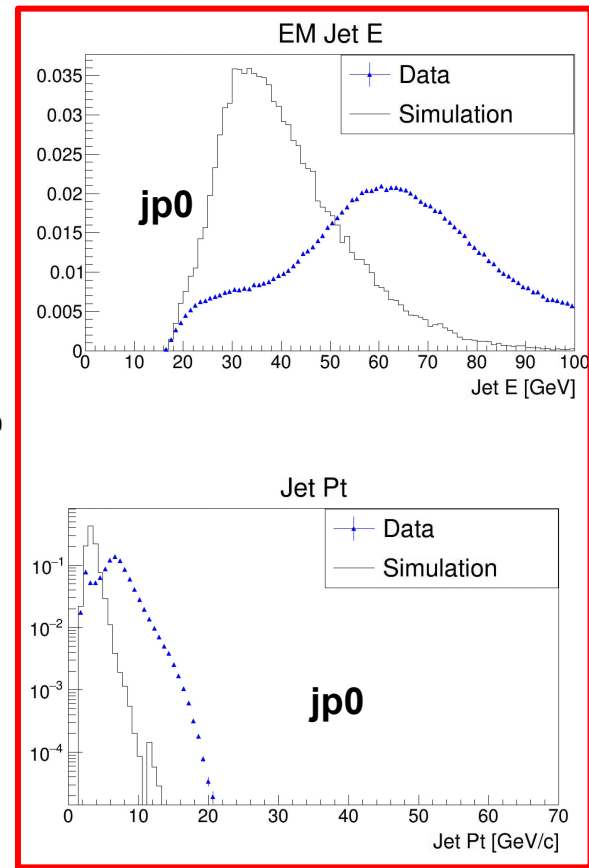 EM Jet E
Data
Simulation
jp0
0.035
0.03
0.025
0.02
0.015
0.01
0.005
0
0 10 20 30 40 50 60 70 80 90 100
Jet E [GeV]
Jet Pt
Data
Simulation
jp0
10⁻¹
10⁻²
10⁻³
10⁻⁴
0 10 20 30 40 50 60 70
Jet Pt [GeV/c]